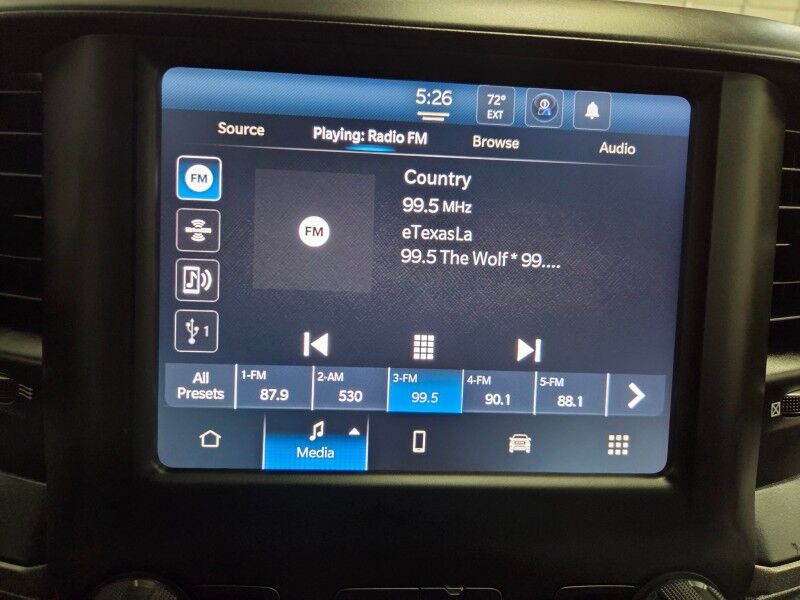 5:26
72°
EXT
Source
Playing: Radio FM
Browse
Audio
FM
FM
Country
99.5 MHz
eTexasLa
99.5 The Wolf * 99....
SiriusXM
1
All
Presets
1-FM
87.9
2-AM
530
3-FM
99.5
4-FM
90.1
5-FM
88.1
Media